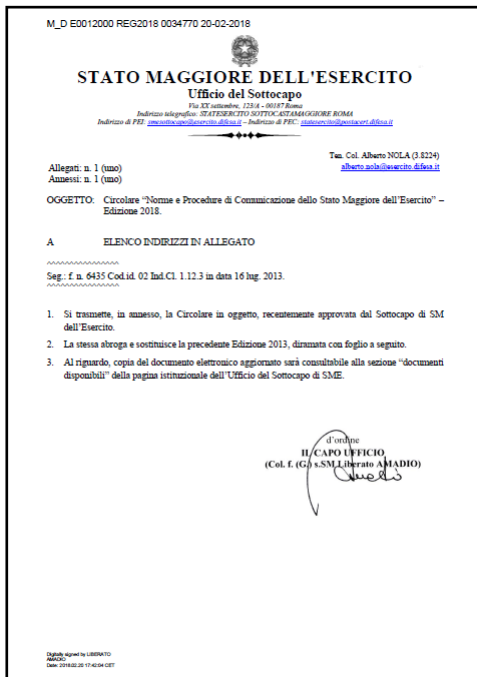 M_D E0012000 REG2018 0034770 20-02-2018
STATO MAGGIORE DELL'ESERCITO
Ufficio del Sottocapo
Via XX settembre, 123/A – 00187 Roma
Indirizzo telegrafico: STATESERCITO SOTTOCASTAMAGGIORE ROMA
Indirizzo di PEI: smesottocapo@esercito.difesa.it – Indirizzo di PEC: statesercito@postacert.difesa.it
Ten. Col. Alberto NOLA (3.8224)
alberto.nola@esercito.difesa.it
Allegati: n. 1 (uno)
Annessi: n. 1 (uno)
OGGETTO: Circolare “Norme e Procedure di Comunicazione dello Stato Maggiore dell’Esercito” –
Edizione 2018.
A ELENCO INDIRIZZI IN ALLEGATO
^^^^^^^^^^^^^^^^
Seg.: f. n. 6435 Cod.id. 02 Ind.Cl. 1.12.3 in data 16 lug. 2013.
^^^^^^^^^^^^^^^^
1. Si trasmette, in annesso, la Circolare in oggetto, recentemente approvata dal Sottocapo di SM
dell’Esercito.
2. La stessa abroga e sostituisce la precedente Edizione 2013, diramata con foglio a seguito.
3. Al riguardo, copia del documento elettronico aggiornato sarà consultabile alla sezione “documenti
disponibili” della pagina istituzionale dell’Ufficio del Sottocapo di SME.
d’ordine
IL CAPO UFFICIO
(Col. f. (G.) s.SM Liberato AMADIO)
Digitally signed by LIBERATO
AMADIO
Date: 2018.02.20 17:42:04 CET